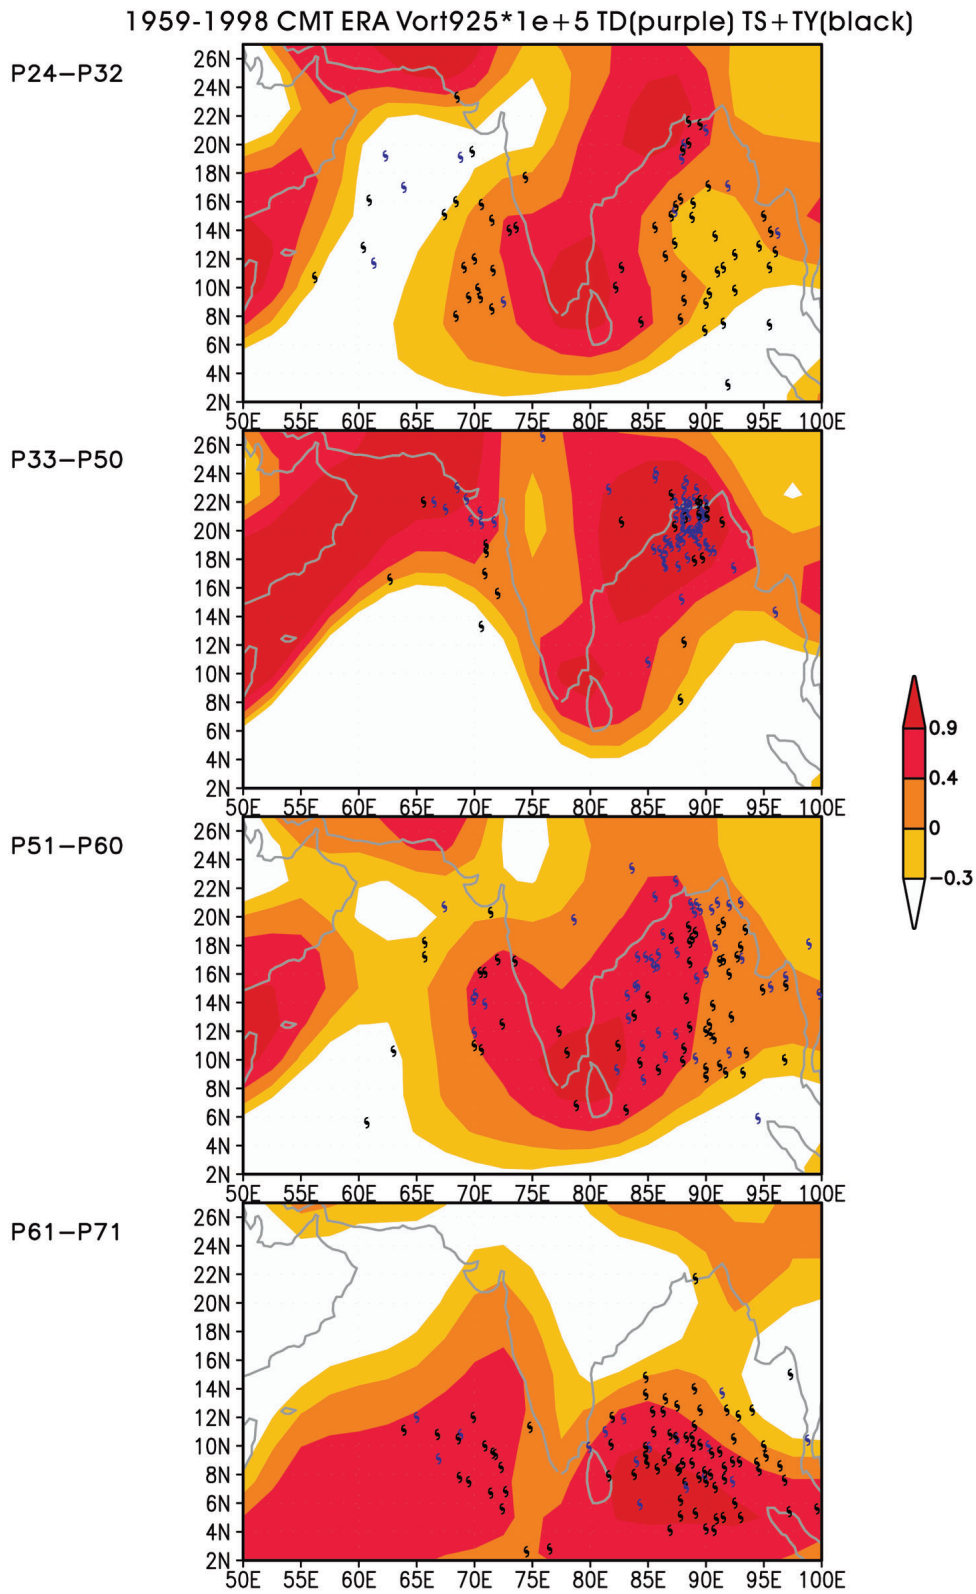 1959-1998 CMT ERA Vort925*1e+5 TD(purple) TS+TY(black)
P24-P32
26N
24N
22N
20N
18N
16N
14N
12N
10N
8N
6N
4N
2N
50E 55E 60E 65E 70E 75E 80E 85E 90E 95E 100E
P33-P50
26N
24N
22N
20N
18N
16N
14N
12N
10N
8N
6N
4N
2N
50E 55E 60E 65E 70E 75E 80E 85E 90E 95E 100E
0.9
0.4
0
-0.3
P51-P60
26N
24N
22N
20N
18N
16N
14N
12N
10N
8N
6N
4N
2N
50E 55E 60E 65E 70E 75E 80E 85E 90E 95E 100E
P61-P71
26N
24N
22N
20N
18N
16N
14N
12N
10N
8N
6N
4N
2N
50E 55E 60E 65E 70E 75E 80E 85E 90E 95E 100E